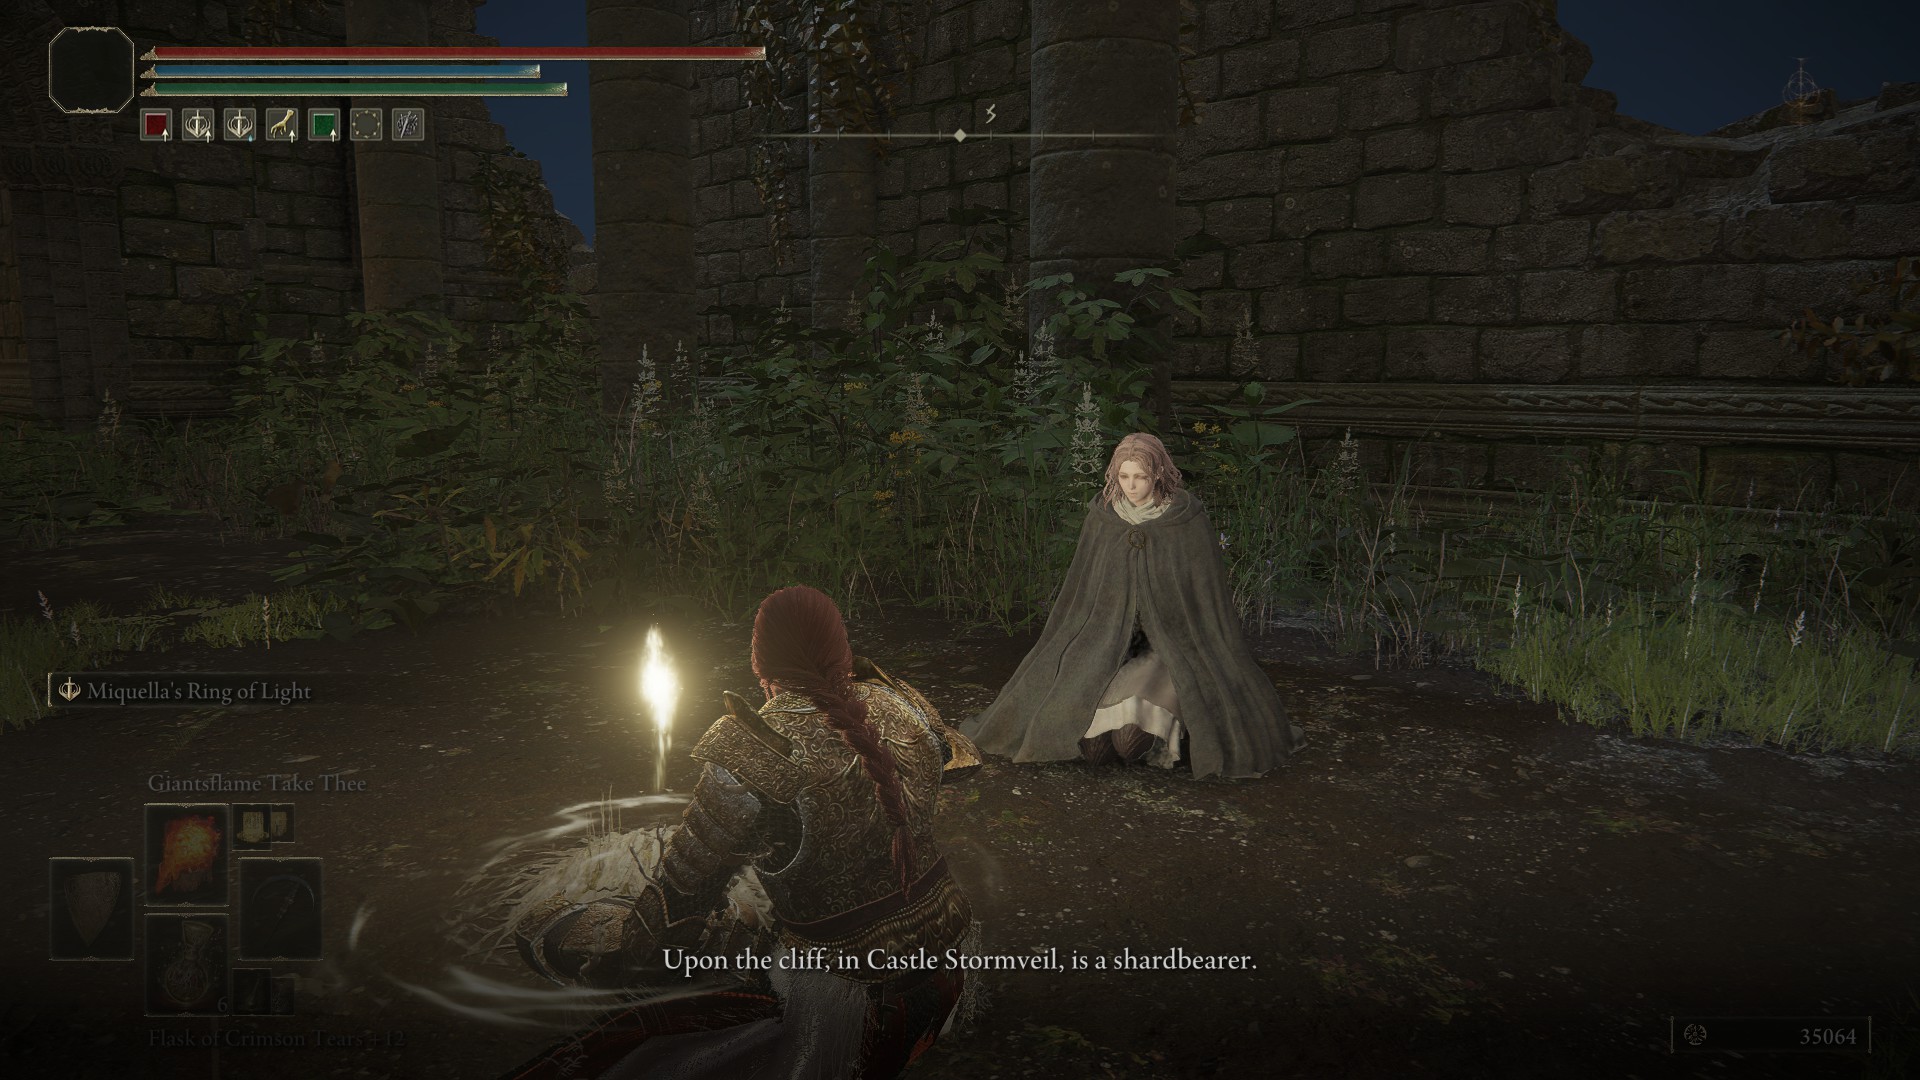 Miquella's Ring of Light
Giantsflame Take Thee
6
Upon the cliff, in Castle Stormveil, is a shardbearer.
Flask of Crimson Tears +12
35064